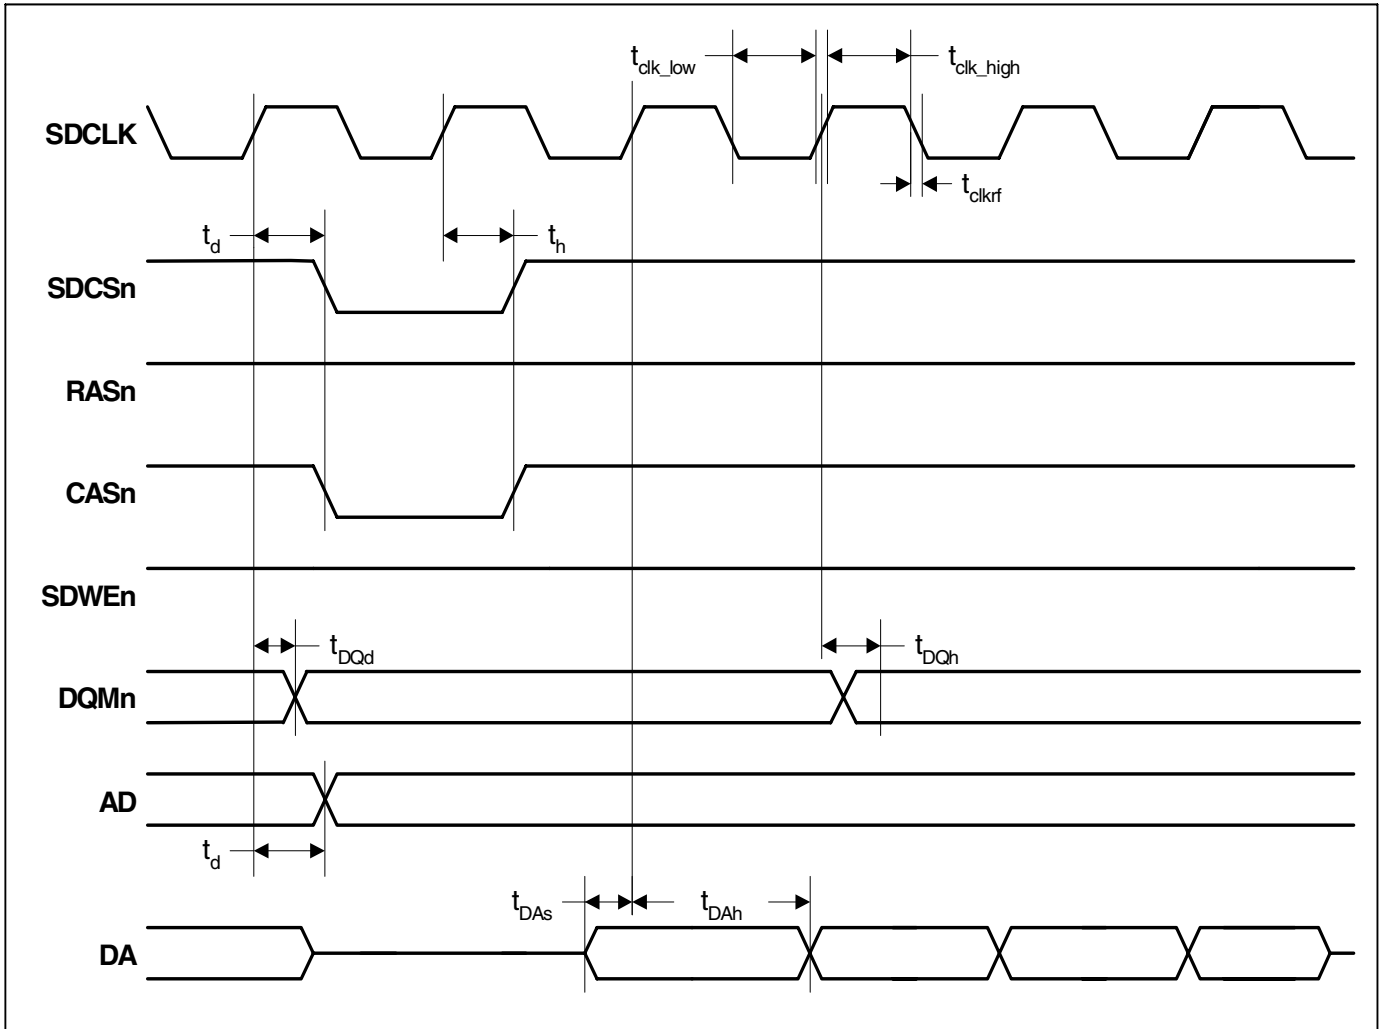 t_clk_low t_clk_high
SDCLK
t_clkrf
t_d t_h
SDCSn
RASn
CASn
SDWEn
t_DQd t_DQh
DQMn
AD
t_d
t_DAs t_DAh
DA